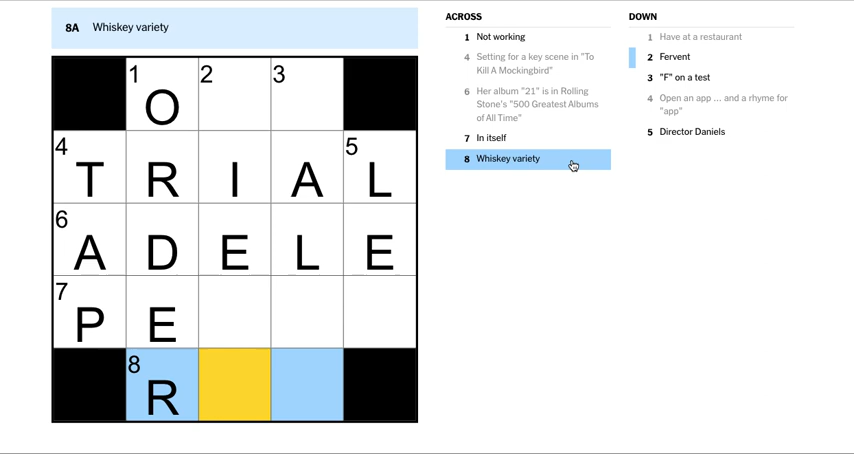 8A Whiskey variety
1 O 2 3
4 T R I A 5 L
6 A D E L E
7 P E
8 R
ACROSS
1 Not working
4 Setting for a key scene in "To
Kill A Mockingbird"
6 Her album "21" is in Rolling
Stone's "500 Greatest Albums
of All Time"
7 In itself
8 Whiskey variety
DOWN
1 Have at a restaurant
2 Fervent
3 "F" on a test
4 Open an app ... and a rhyme for
"app"
5 Director Daniels